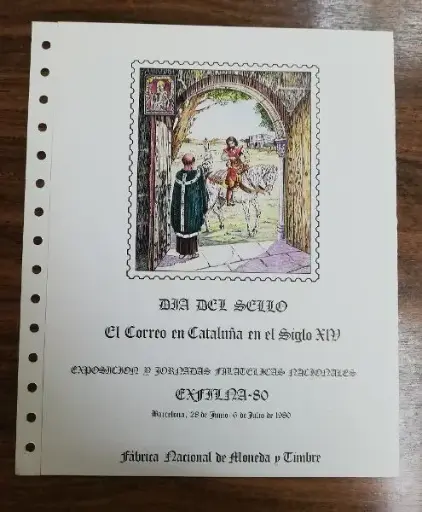 DIA DEL SELLO
El Correo en Cataluña en el Siglo XIV
EXPOSICION Y JORNADAS FILATELICAS NACIONALES
EXFILNA-80
Barcelona, 28 de Junio-6 de Julio de 1980
Fábrica Nacional de Moneda y Timbre